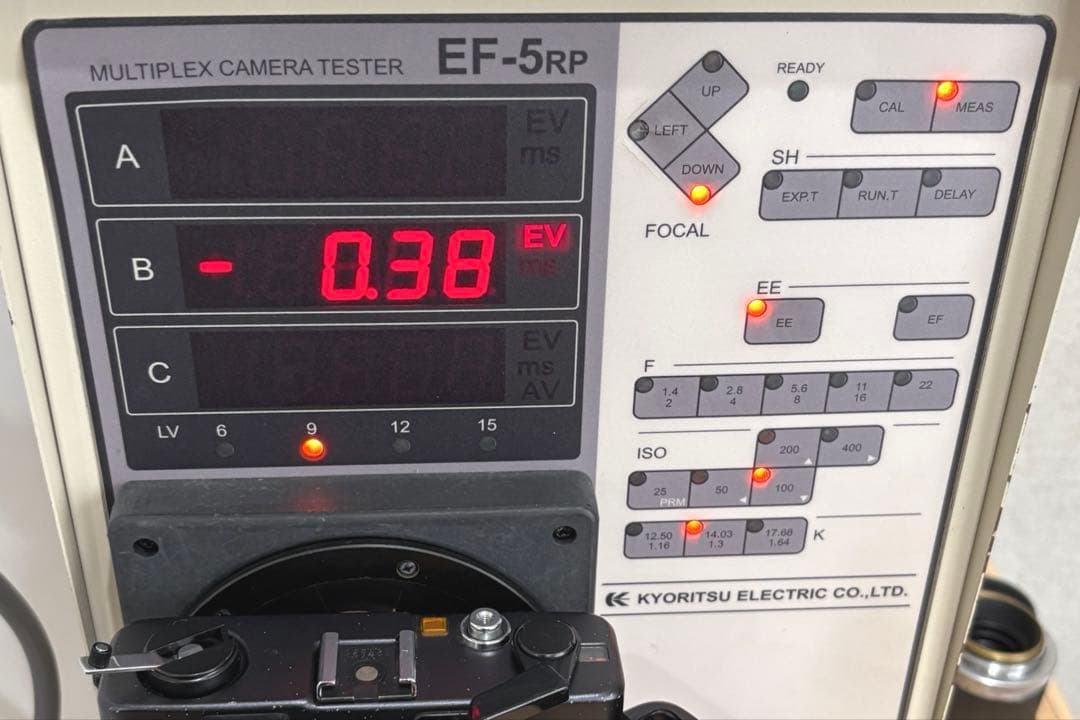 MULTIPLEX CAMERA TESTER EF-5RP
A EV
ms
B - 0.38 EV
ms
C EV
ms
AV
LV 6 9 12 15
UP
LEFT
DOWN
FOCAL
READY
CAL MEAS
SH
EXP.T RUN.T DELAY
EE
EE EF
F
1.4 2.8 5.6 11 22
2 4 8 16
ISO
200 400
25 50 100
PRM
12.50 14.03 17.68 K
1.16 1.3 1.64
KYORITSU ELECTRIC CO.,LTD.